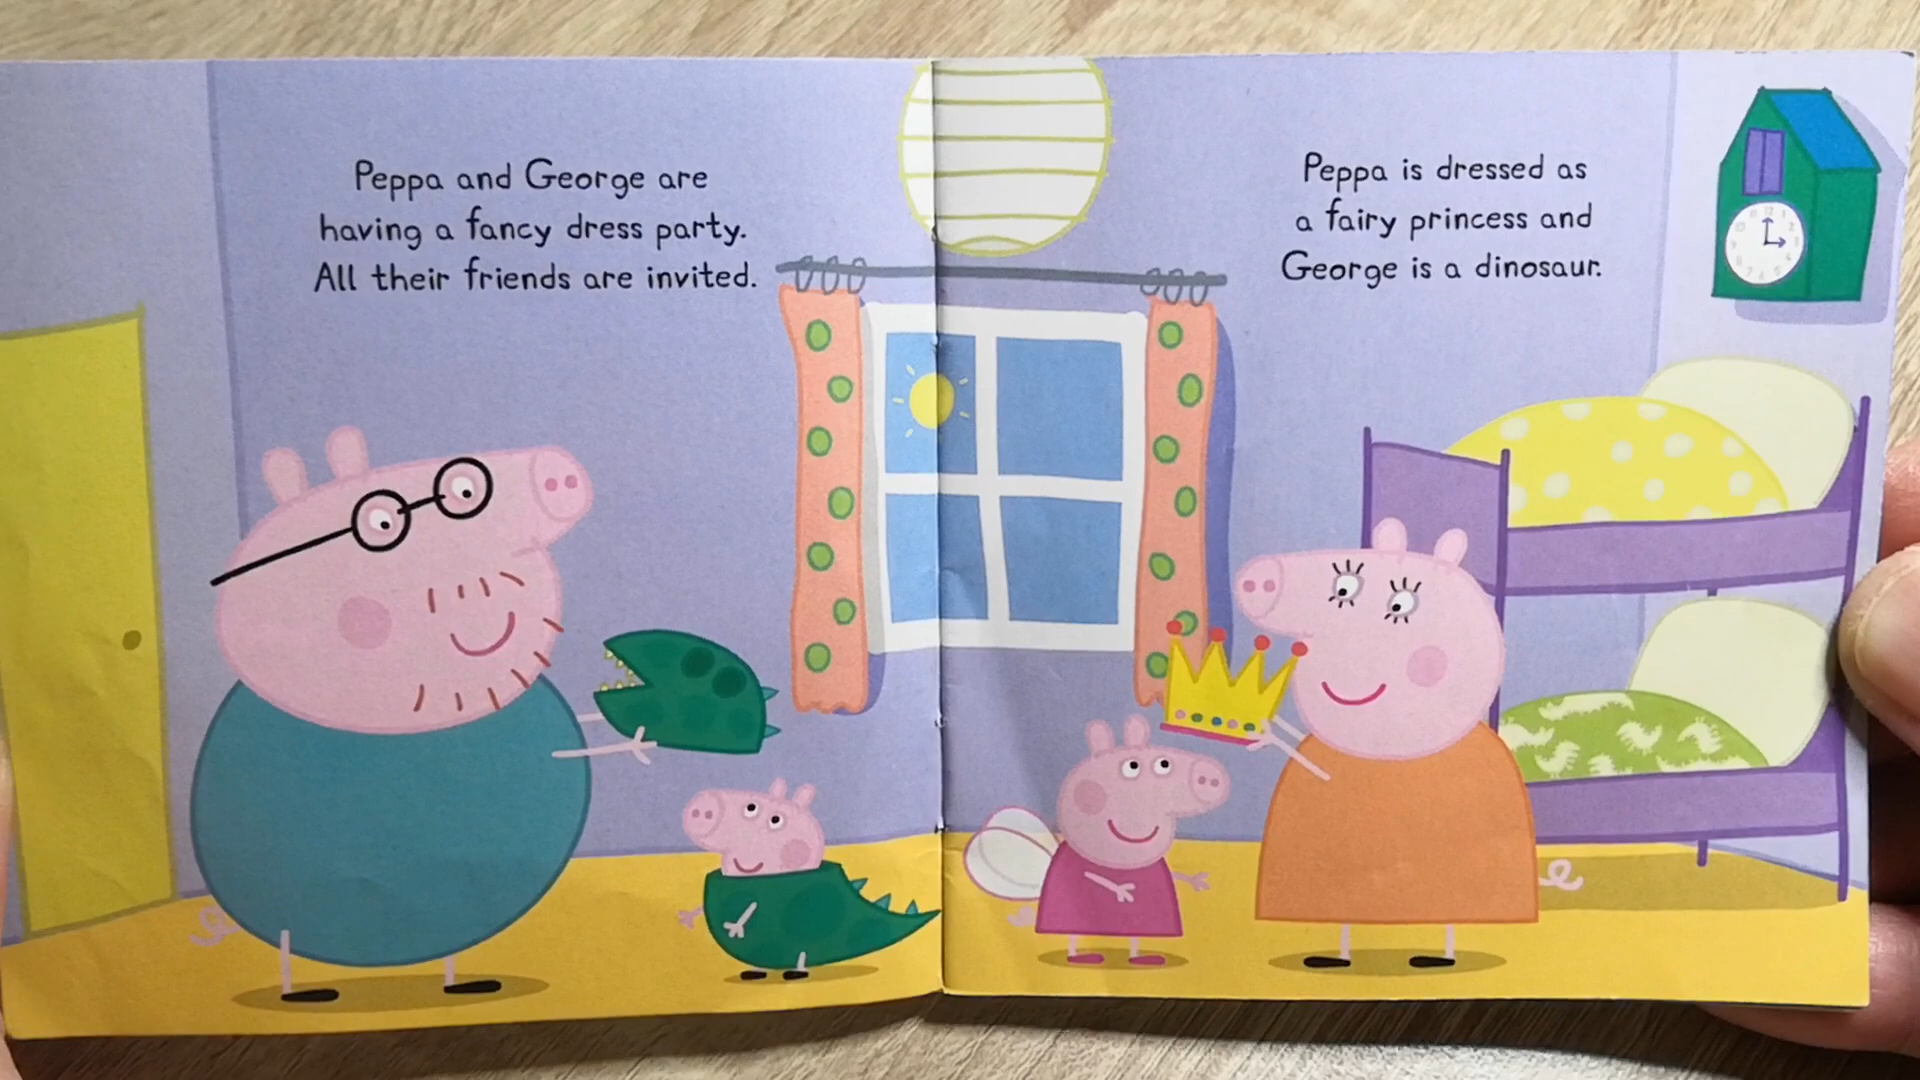 Peppa and George are
having a fancy dress party.
All their friends are invited.
Peppa is dressed as
a fairy princess and
George is a dinosaur.